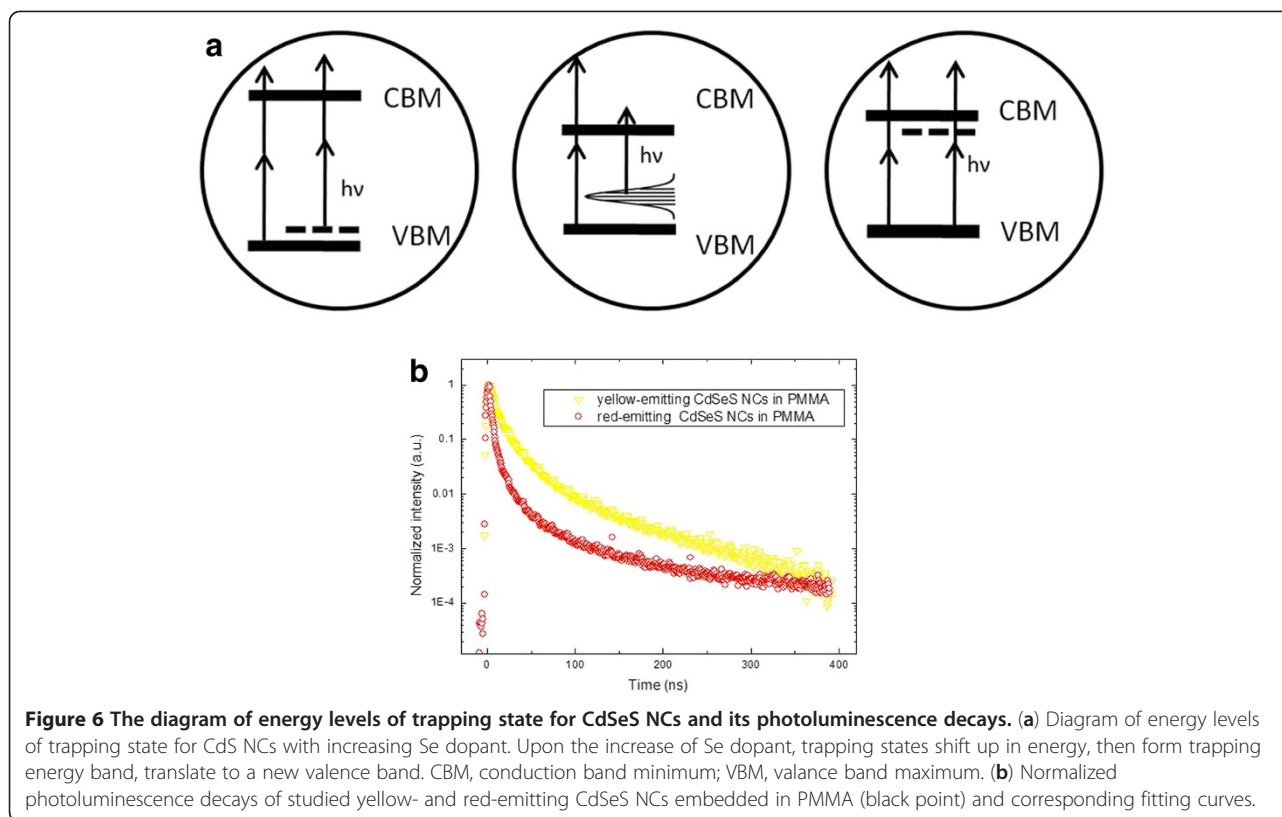 a
CBM
hν
VBM
CBM
hν
VBM
CBM
hν
VBM
b
Normalized intensity (a.u.)
1
0.1
0.01
1E-3
1E-4
yellow-emitting CdSeS NCs in PMMA
red-emitting CdSeS NCs in PMMA
0 100 200 300 400
Time (ns)
Figure 6 The diagram of energy levels of trapping state for CdSeS NCs and its photoluminescence decays. (a) Diagram of energy levels
of trapping state for CdS NCs with increasing Se dopant. Upon the increase of Se dopant, trapping states shift up in energy, then form trapping
energy band, translate to a new valence band. CBM, conduction band minimum; VBM, valance band maximum. (b) Normalized
photoluminescence decays of studied yellow- and red-emitting CdSeS NCs embedded in PMMA (black point) and corresponding fitting curves.